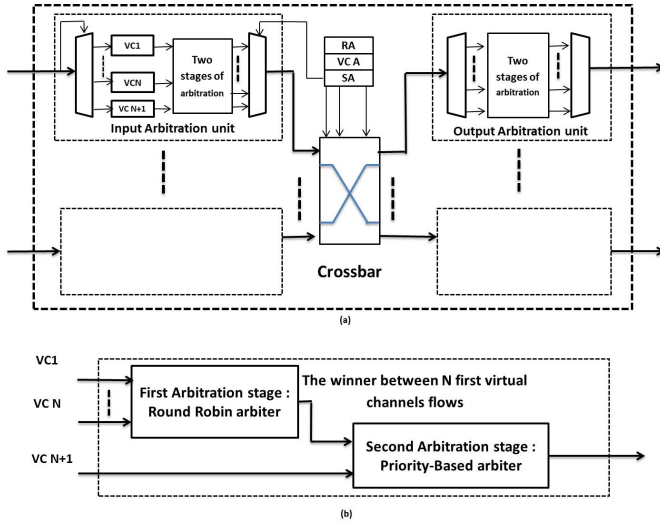 VC1
VCN
VC N+1
Two
stages of
arbitration
Input Arbitration unit
RA
VC A
SA
Two
stages of
arbitration
Output Arbitration unit
Crossbar
(a)
VC1
VC N
VC N+1
First Arbitration stage :
Round Robin arbiter
The winner between N first virtual
channels flows
Second Arbitration stage :
Priority-Based arbiter
(b)